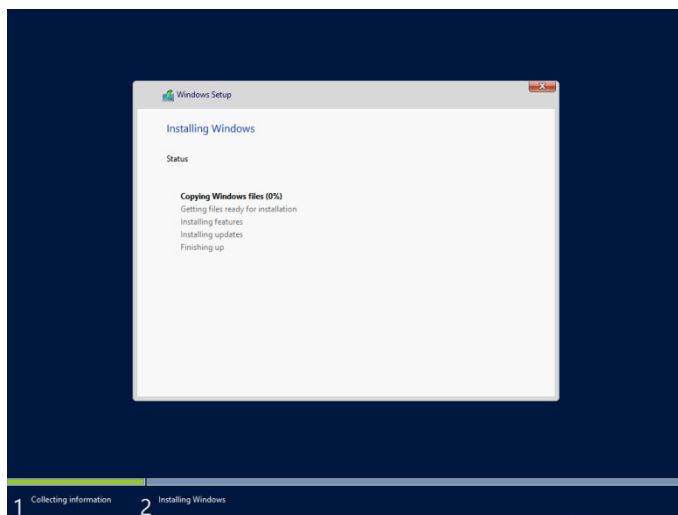 Windows Setup
Installing Windows
Status
Copying Windows files (0%)
Getting files ready for installation
Installing features
Installing updates
Finishing up
1 Collecting information
2 Installing Windows